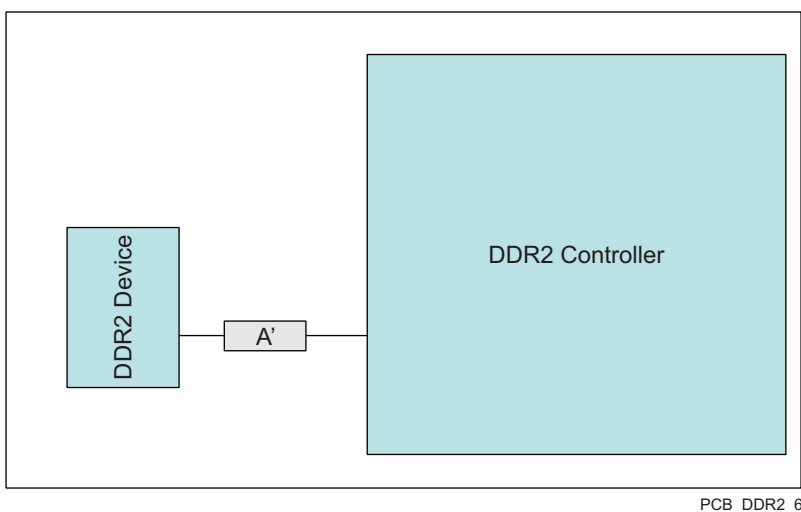 DDR2 Device
A’
DDR2 Controller
PCB_DDR2_6